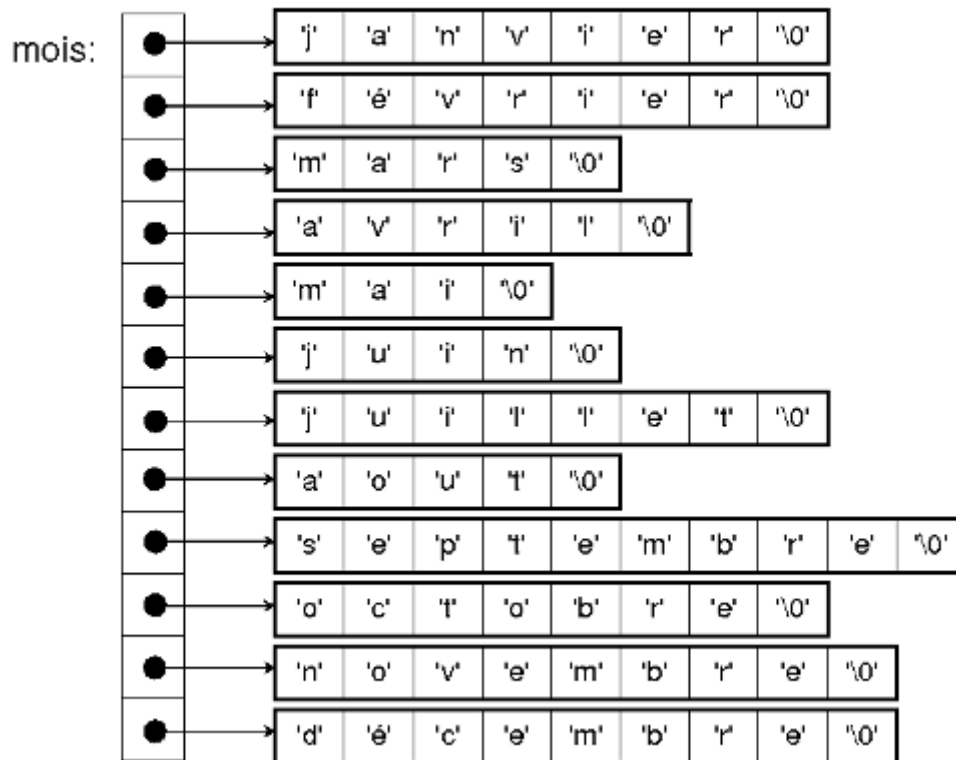 mois: 'j' 'a' 'n' 'v' 'i' 'e' 'r' '\0'
'f' 'é' 'v' 'r' 'i' 'e' 'r' '\0'
'm' 'a' 'r' 's' '\0'
'a' 'v' 'r' 'i' 'l' '\0'
'm' 'a' 'i' '\0'
'j' 'u' 'i' 'n' '\0'
'j' 'u' 'i' 'l' 'l' 'e' 't' '\0'
'a' 'o' 'u' 't' '\0'
's' 'e' 'p' 't' 'e' 'm' 'b' 'r' 'e' '\0'
'o' 'c' 't' 'o' 'b' 'r' 'e' '\0'
'n' 'o' 'v' 'e' 'm' 'b' 'r' 'e' '\0'
'd' 'é' 'c' 'e' 'm' 'b' 'r' 'e' '\0'